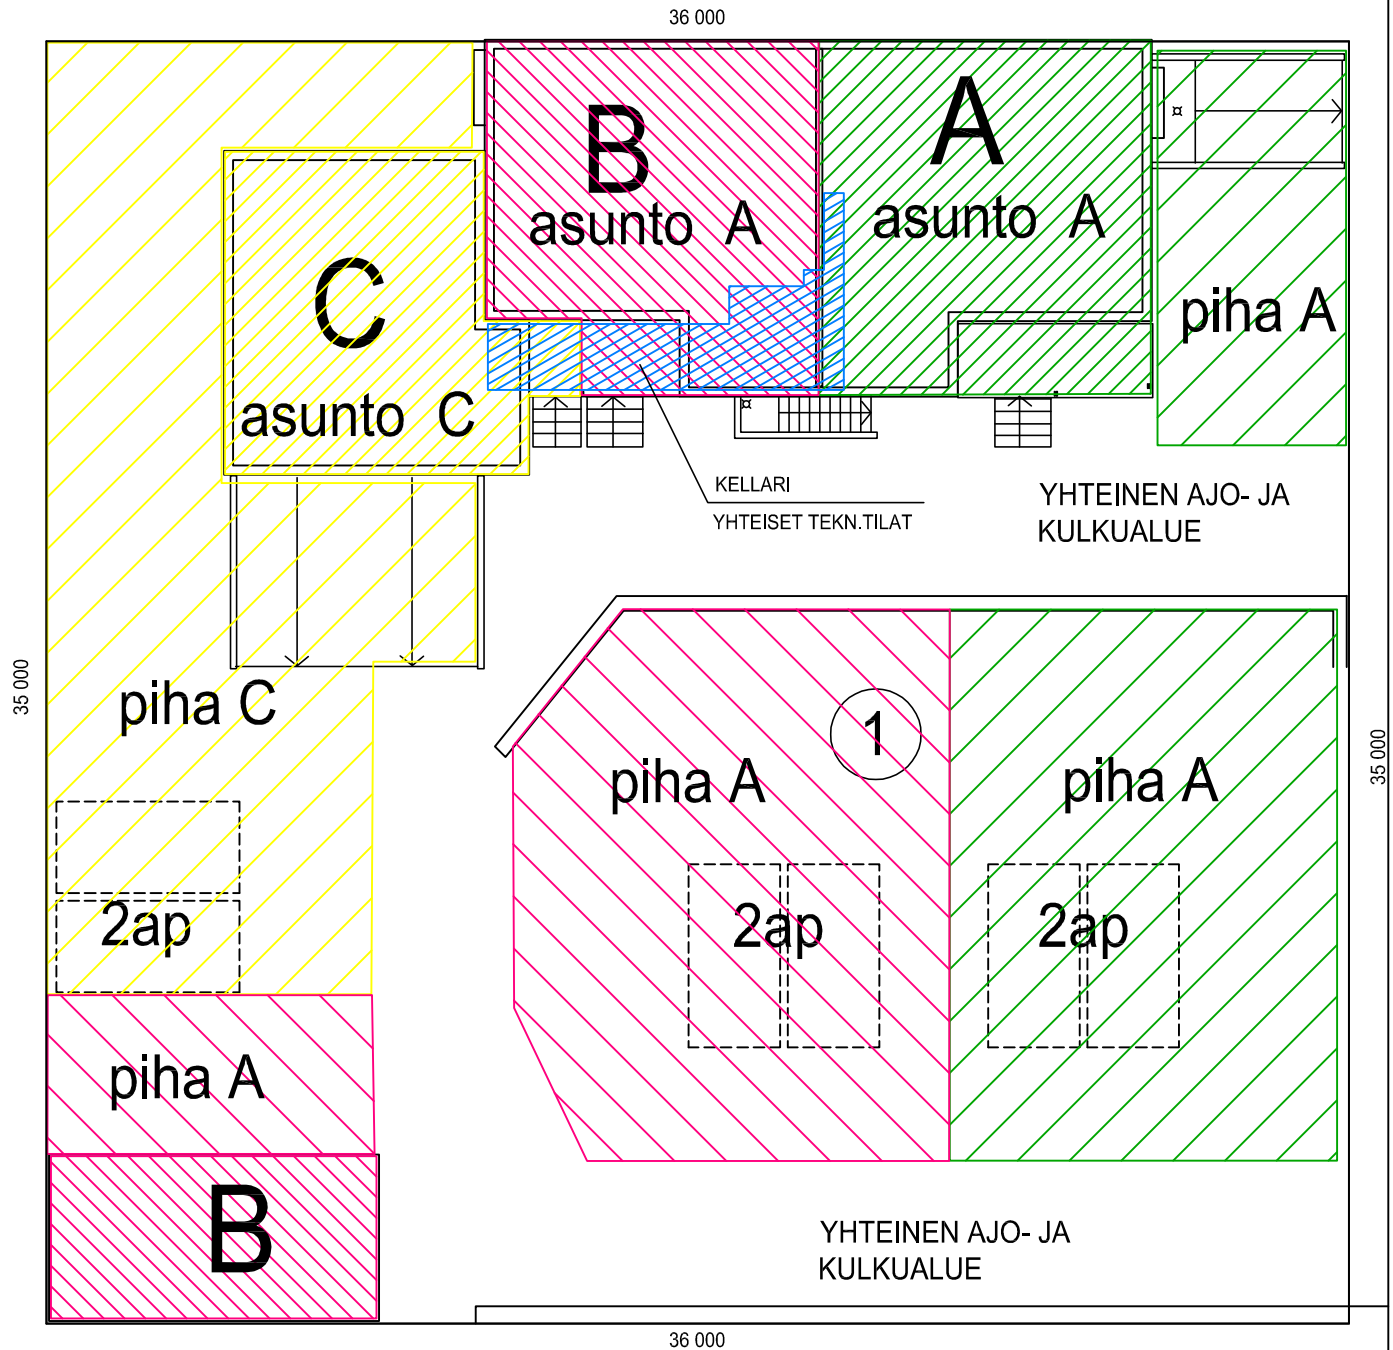 36 000
B
asunto A
A
asunto A
piha A
C
asunto C
KELLARI
YHTEISET TEKN.TILAT
YHTEINEN AJO- JA
KULKUALUE
35 000
piha C
1
piha A
piha A
35 000
2ap
2ap
2ap
piha A
B
YHTEINEN AJO- JA
KULKUALUE
36 000